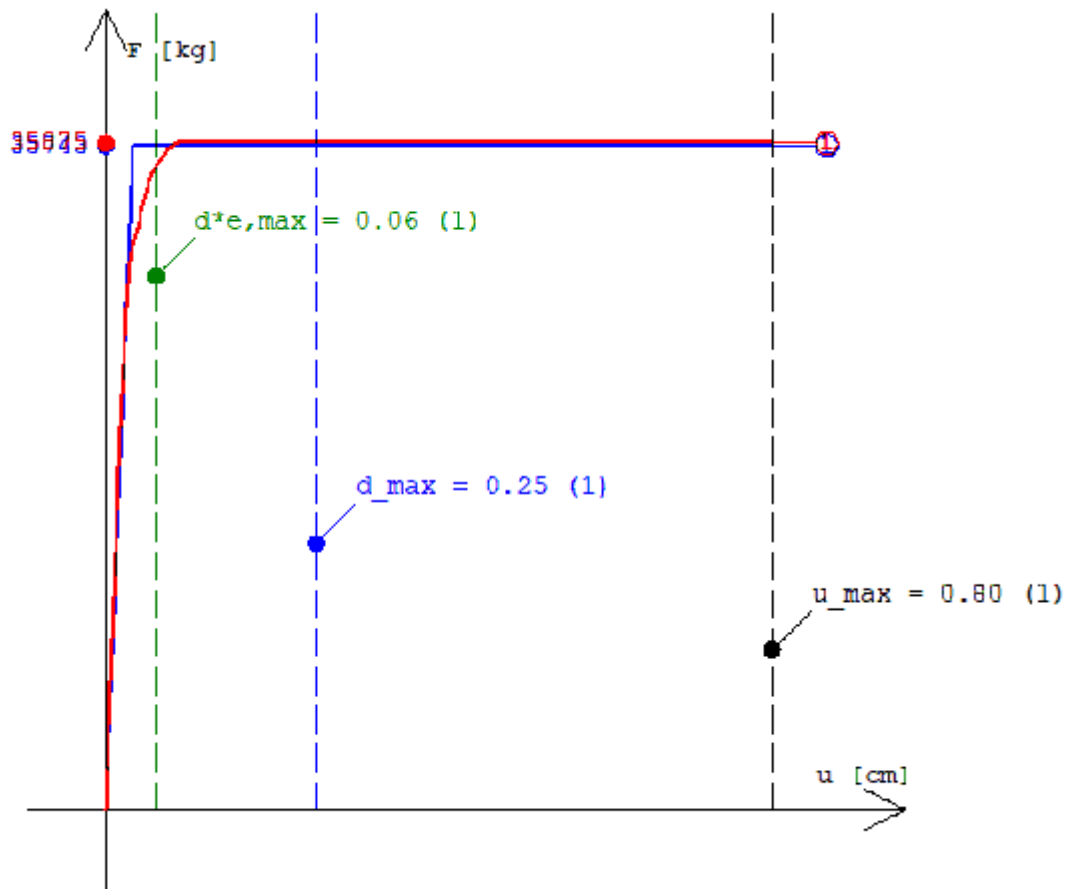 F [kg]
d*e,max = 0.06 (1)
d_max = 0.25 (1)
u_max = 0.80 (1)
u [cm]